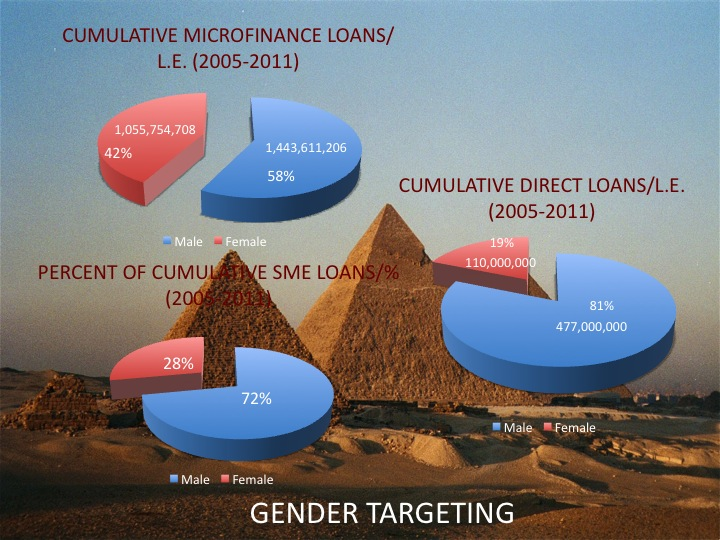 CUMULATIVE MICROFINANCE LOANS/
L.E. (2005-2011)
1,055,754,708
42%
1,443,611,206
58%
Male Female
CUMULATIVE DIRECT LOANS/L.E.
(2005-2011)
19%
110,000,000
81%
477,000,000
Male Female
PERCENT OF CUMULATIVE SME LOANS/%
(2005-2011)
28%
72%
Male Female
GENDER TARGETING